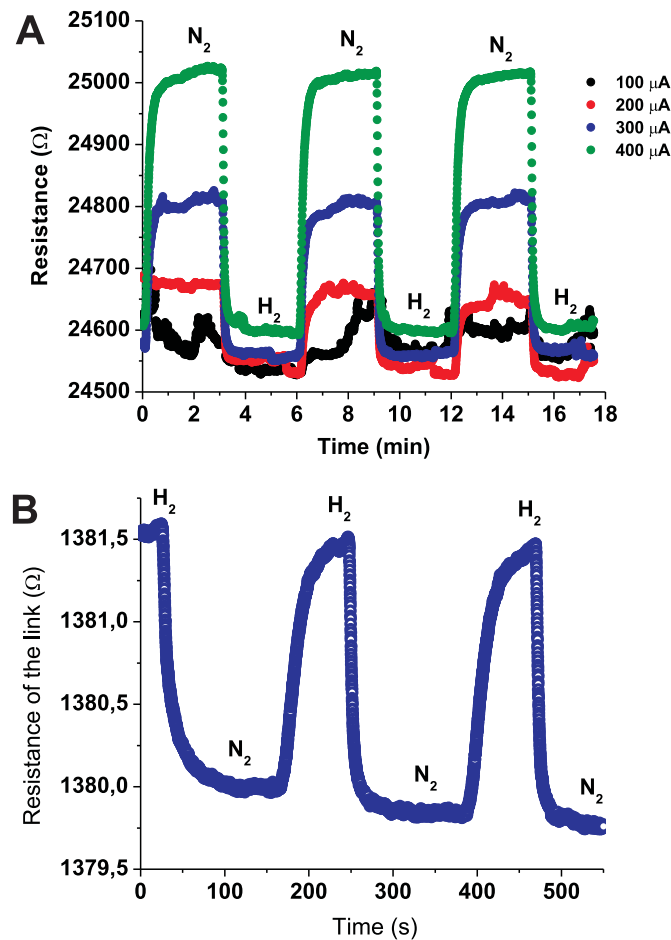 A
25100
25000
24900
24800
24700
24600
24500
Resistance (Ω)
N2
N2
N2
H2
H2
H2
100 μA
200 μA
300 μA
400 μA
0 2 4 6 8 10 12 14 16 18
Time (min)
B
1381,5
1381,0
1380,5
1380,0
1379,5
Resistance of the link (Ω)
H2
H2
H2
N2
N2
N2
0 100 200 300 400 500
Time (s)